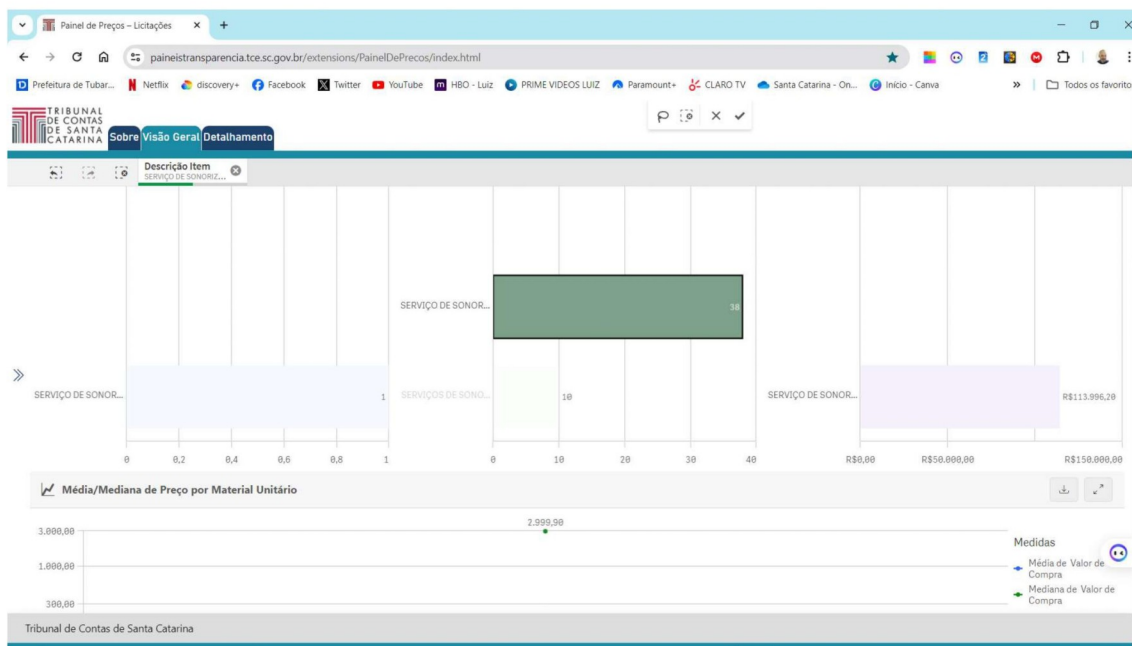 Painel de Preços – Licitações
paineistransparencia.tce.sc.gov.br/extensions/PainelDePrecos/index.html
Prefeitura de Tubar... Netflix discovery+ Facebook Twitter YouTube HBO - Luiz PRIME VIDEOS LUIZ Paramount+ CLARO TV Santa Catarina - On... Início - Canva » Todos os favorito
TRIBUNAL
DE CONTAS
DE SANTA
CATARINA
Sobre Visão Geral Detalhamento
Descrição Item
SERVIÇO DE SONORIZ...
SERVIÇO DE SONOR...
38
SERVIÇO DE SONOR...
1
SERVIÇOS DE SONO...
10
SERVIÇO DE SONOR...
R$113.996,20
0 0,2 0,4 0,6 0,8 1
0 10 20 30 40
R$0,00 R$50.000,00 R$150.000,00
Média/Mediana de Preço por Material Unitário
2.999,90
3.000,00
1.000,00
300,00
Medidas
Média de Valor de
Compra
Mediana de Valor de
Compra
Tribunal de Contas de Santa Catarina